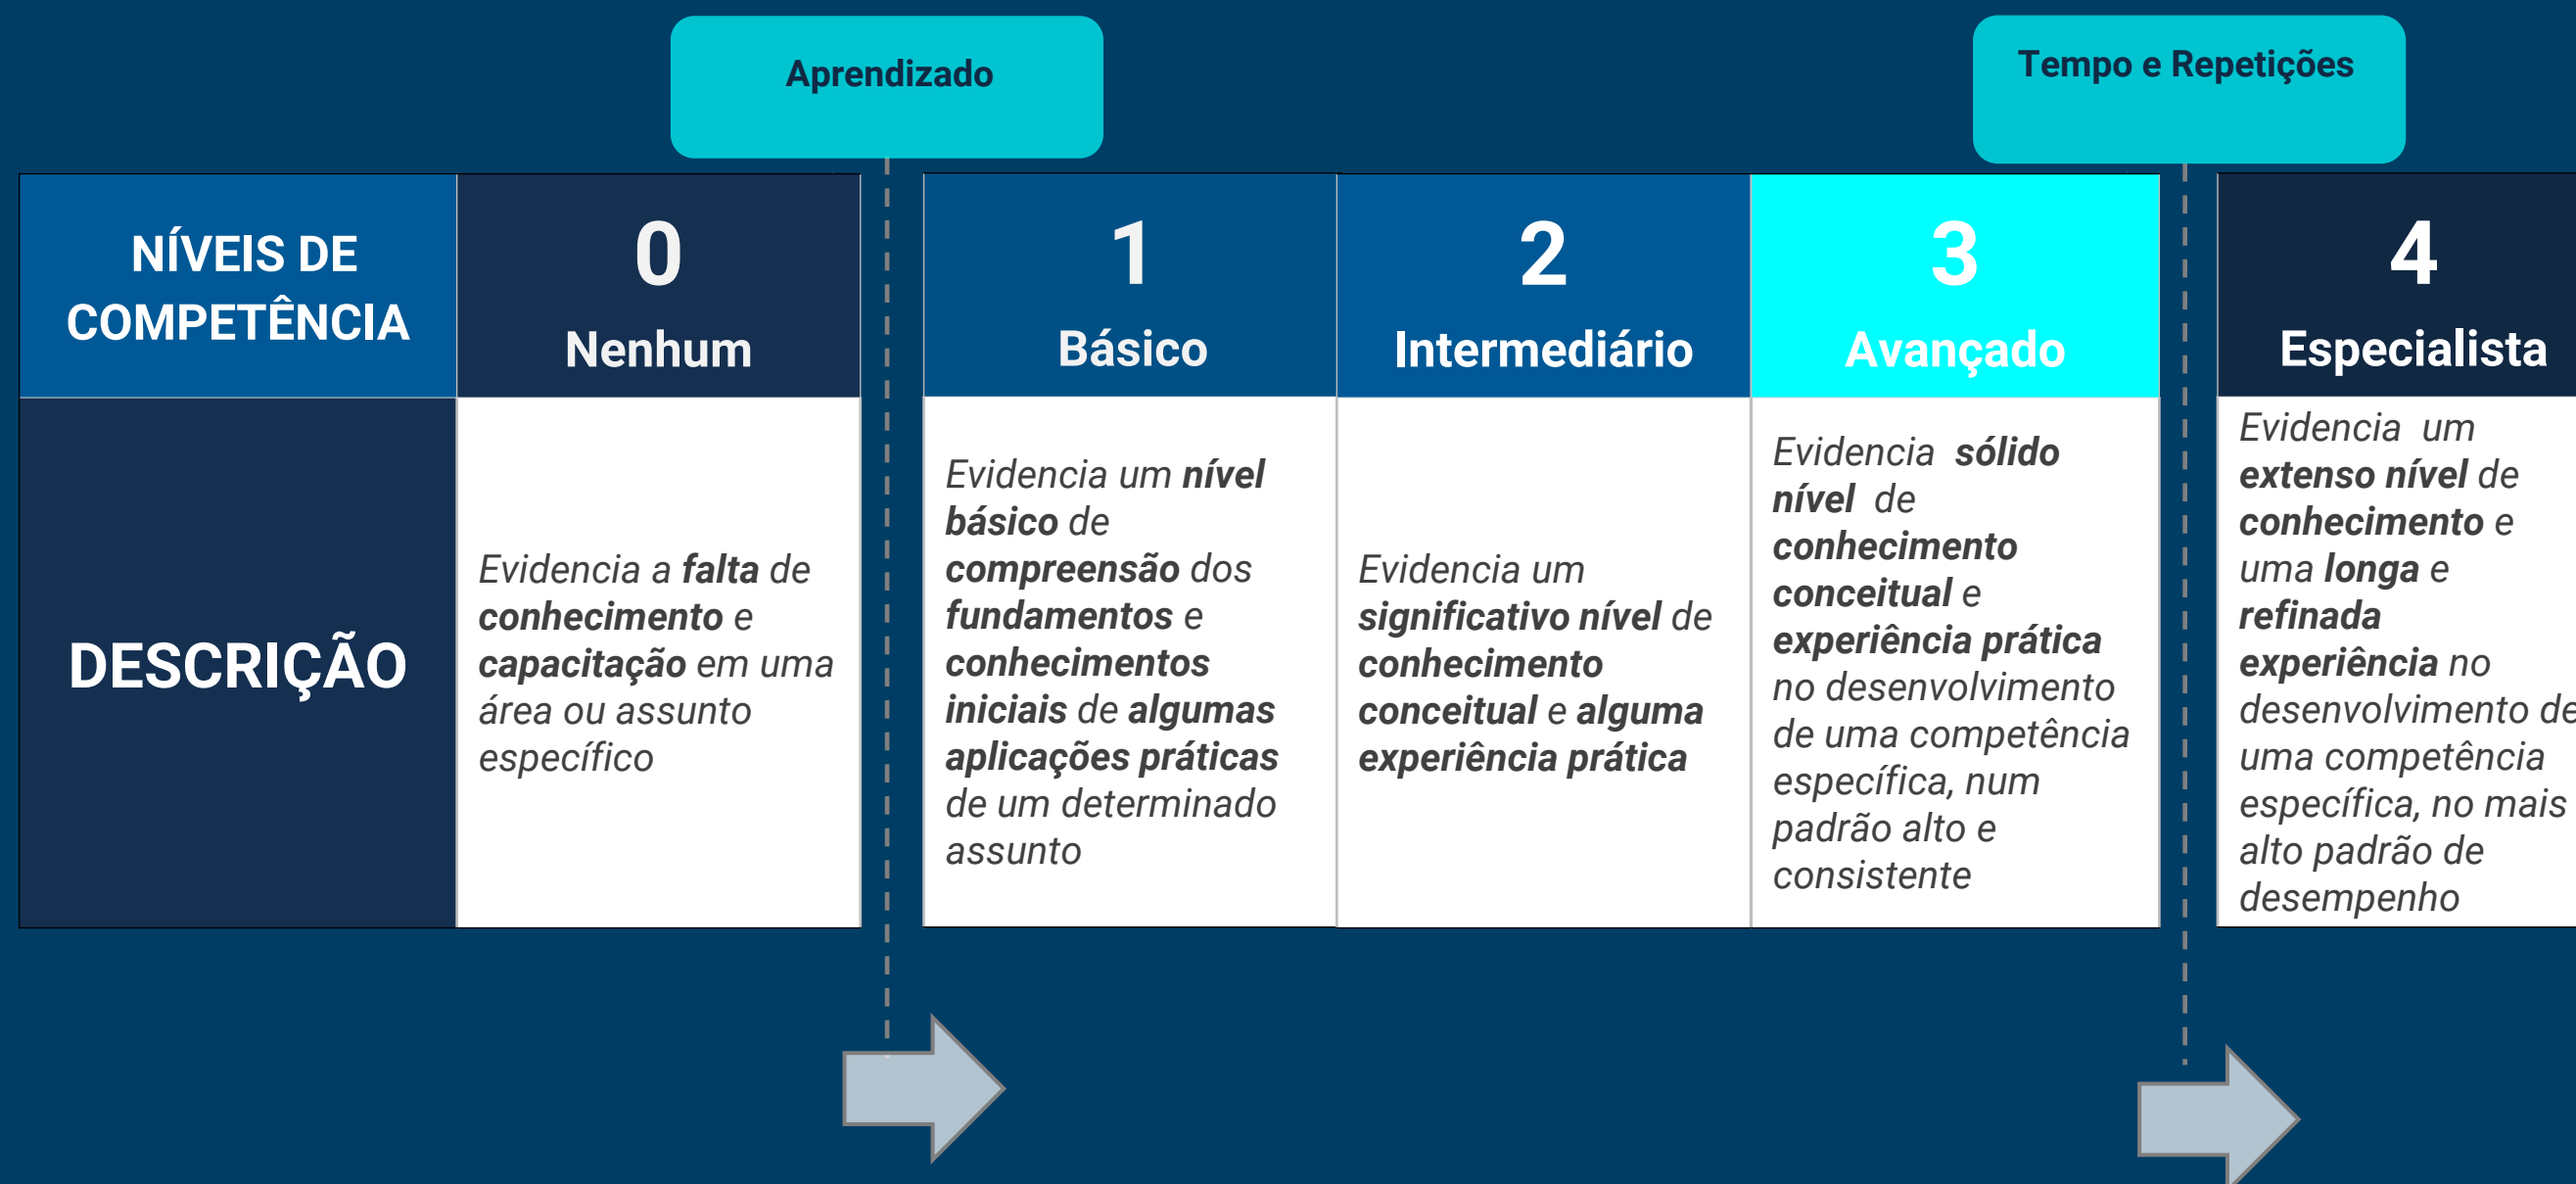 Aprendizado
Tempo e Repetições
NÍVEIS DE
COMPETÊNCIA
0
Nenhum
1
Básico
2
Intermediário
3
Avançado
4
Especialista
DESCRIÇÃO
Evidencia a falta de
conhecimento e
capacitação em uma
área ou assunto
específico
Evidencia um nível
básico de
compreensão dos
fundamentos e
conhecimentos
iniciais de algumas
aplicações práticas
de um determinado
assunto
Evidencia um
significativo nível de
conhecimento
conceitual e alguma
experiência prática
Evidencia sólido
nível de
conhecimento
conceitual e
experiência prática
no desenvolvimento
de uma competência
específica, num
padrão alto e
consistente
Evidencia um
extenso nível de
conhecimento e
uma longa e
refinada
experiência no
desenvolvimento de
uma competência
específica, no mais
alto padrão de
desempenho